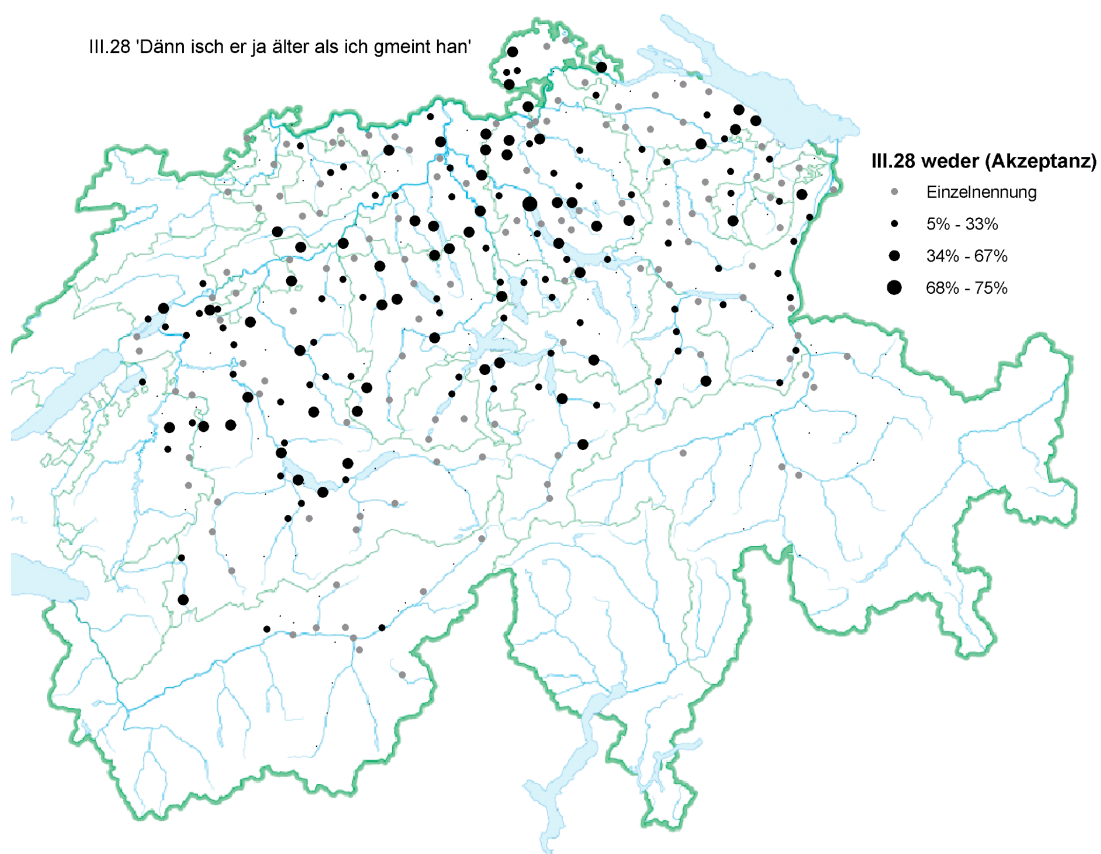 III.28 'Dänn isch er ja älter als ich gmeint han'
III.28 weder (Akzeptanz)
Einzelnennung
5% - 33%
34% - 67%
68% - 75%